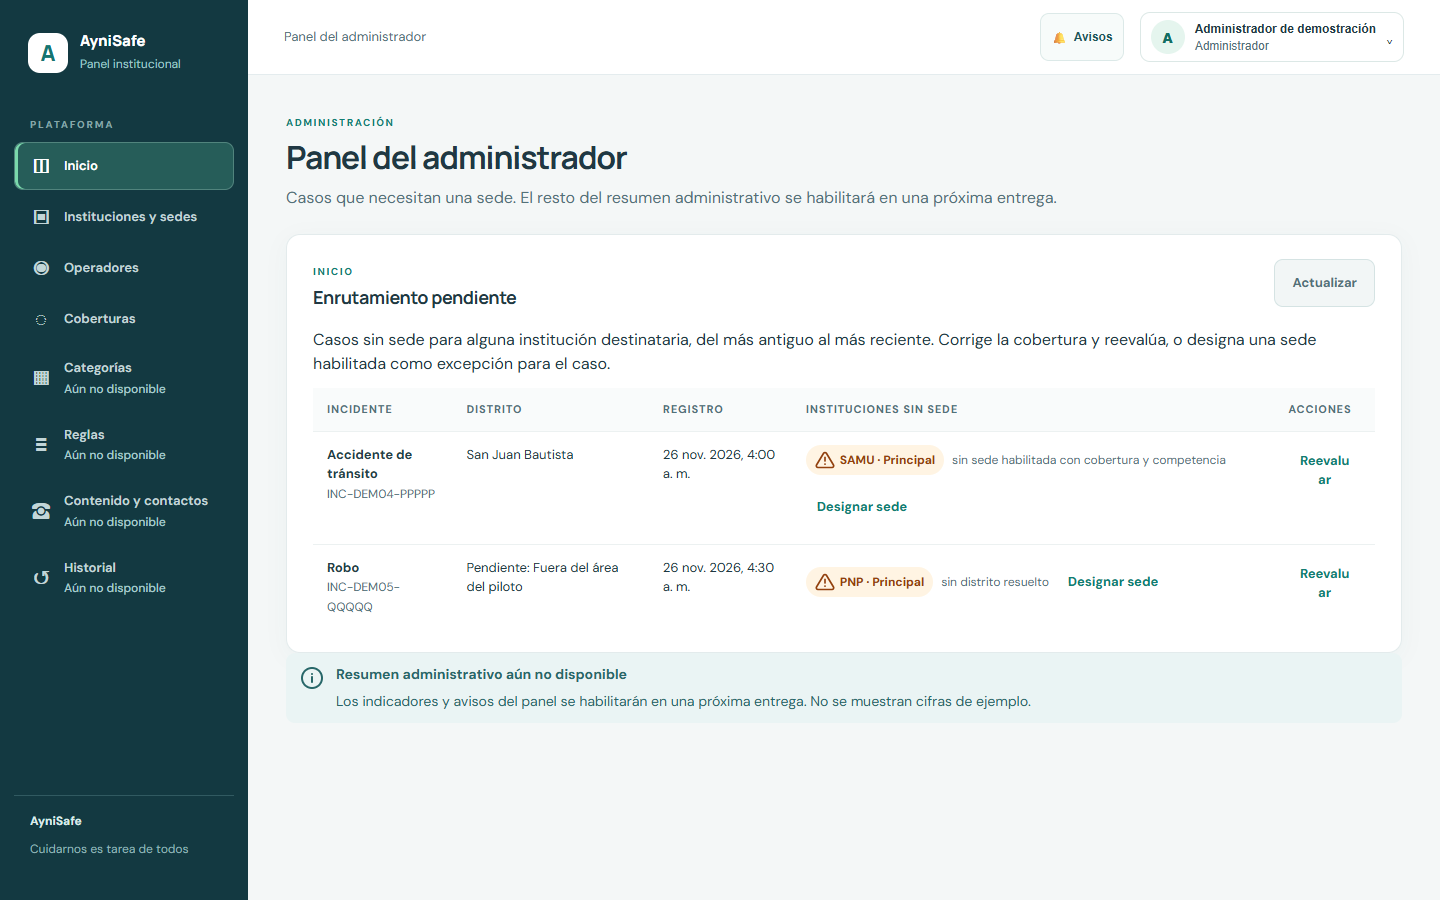 A
AyniSafe
Panel institucional
PLATAFORMA
Inicio
Instituciones y sedes
Operadores
Coberturas
Categorías
Aún no disponible
Reglas
Aún no disponible
Contenido y contactos
Aún no disponible
Historial
Aún no disponible
AyniSafe
Cuidarnos es tarea de todos
Panel del administrador
Avisos
A
Administrador de demostración
Administrador
ADMINISTRACIÓN
Panel del administrador
Casos que necesitan una sede. El resto del resumen administrativo se habilitará en una próxima entrega.
INICIO
Enrutamiento pendiente
Actualizar
Casos sin sede para alguna institución destinataria, del más antiguo al más reciente. Corrige la cobertura y reevalúa, o designa una sede
habilitada como excepción para el caso.
INCIDENTE DISTRITO REGISTRO INSTITUCIONES SIN SEDE ACCIONES
Accidente de
tránsito
INC-DEM04-PPPPP
San Juan Bautista
26 nov. 2026, 4:00
a. m.
SAMU · Principal sin sede habilitada con cobertura y competencia
Designar sede
Reevalu
ar
Robo
INC-DEM05-
QQQQQ
Pendiente: Fuera del área
del piloto
26 nov. 2026, 4:30
a. m.
PNP · Principal sin distrito resuelto Designar sede
Reevalu
ar
Resumen administrativo aún no disponible
Los indicadores y avisos del panel se habilitarán en una próxima entrega. No se muestran cifras de ejemplo.